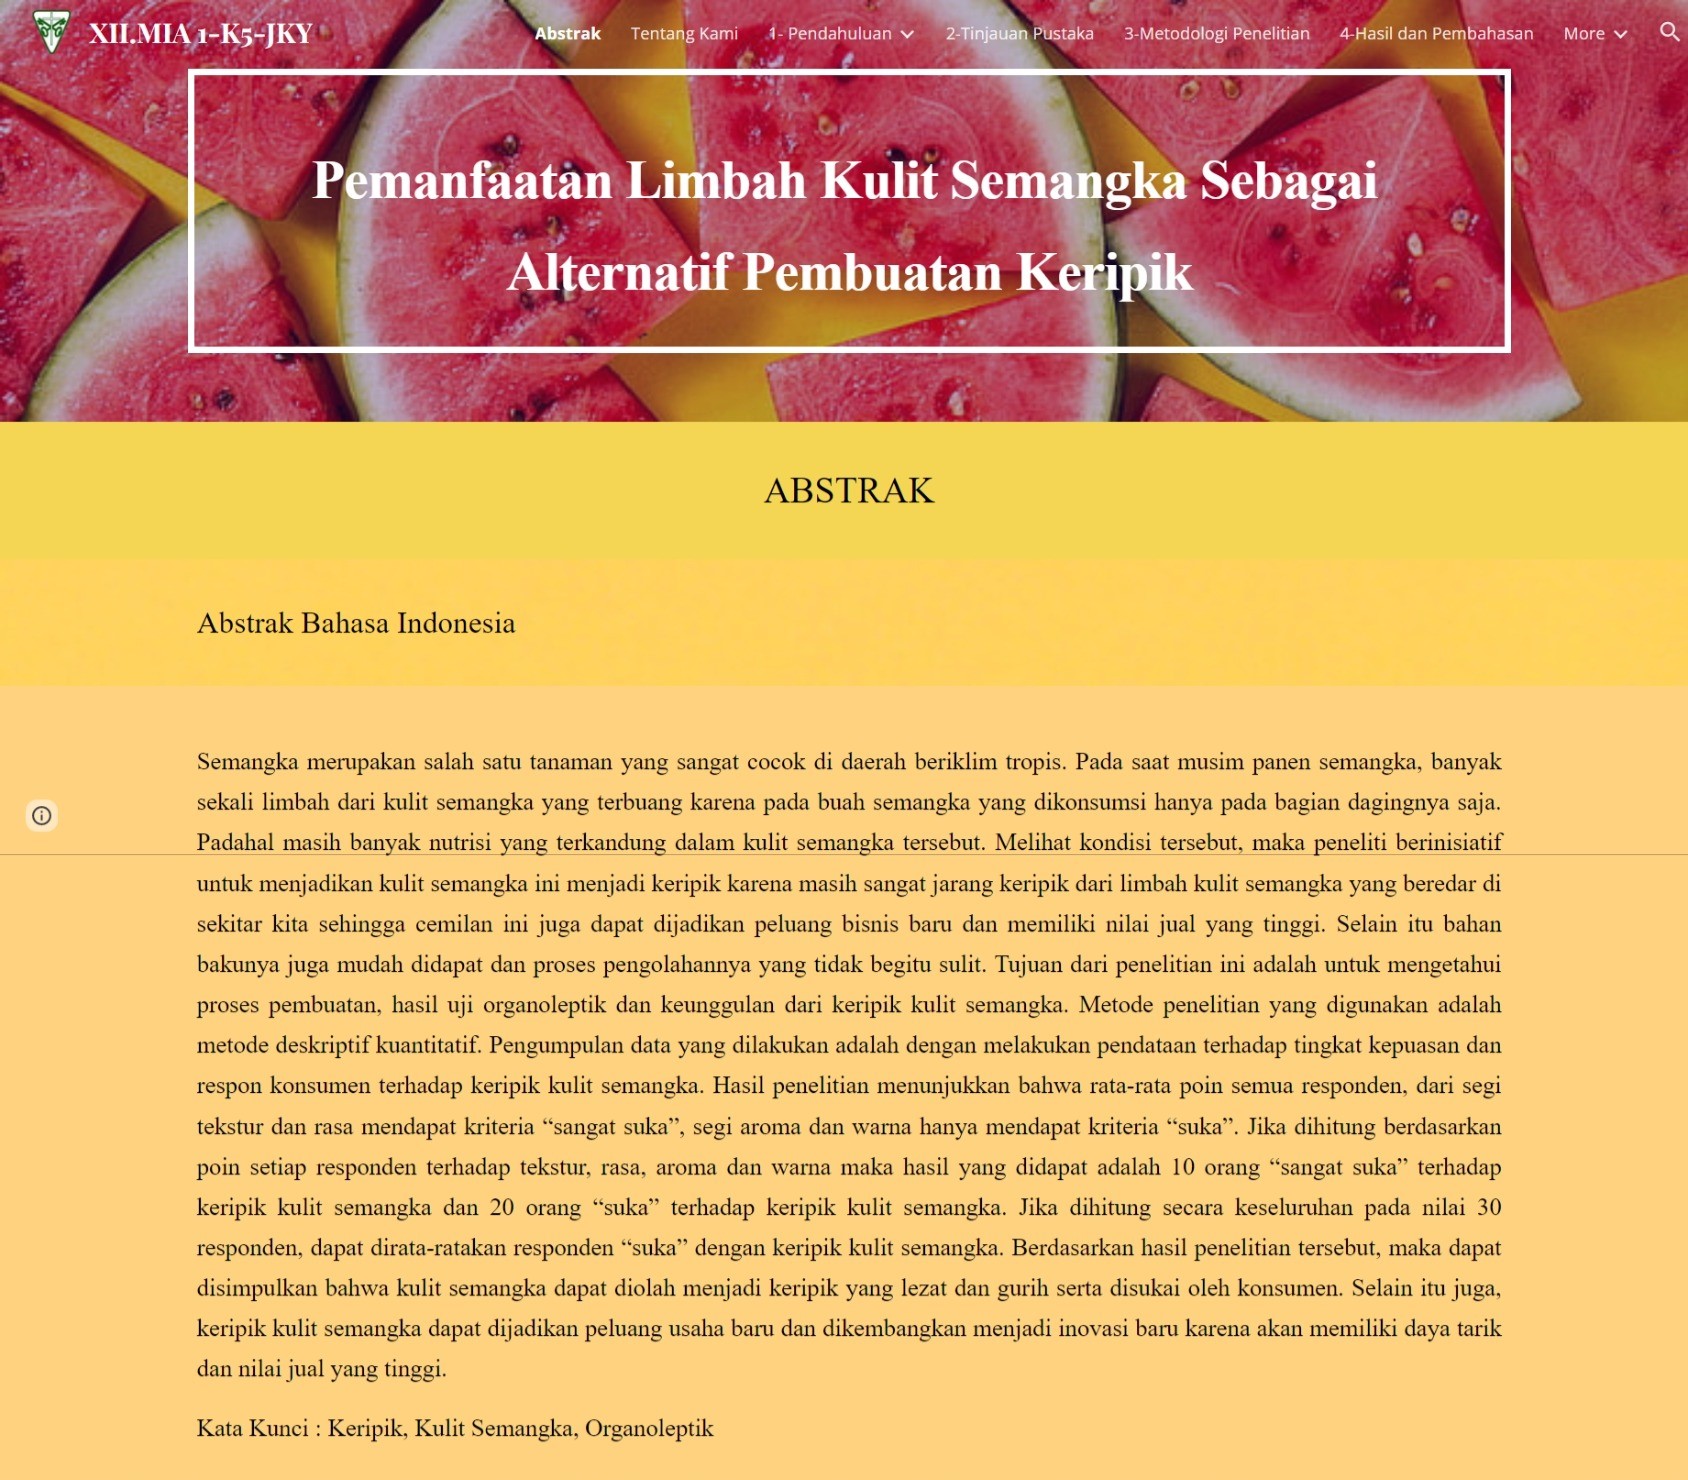 XII.MIA 1-K5-JKY
Abstrak
Tentang Kami
1- Pendahuluan
2-Tinjauan Pustaka
3-Metodologi Penelitian
4-Hasil dan Pembahasan
More
Pemanfaatan Limbah Kulit Semangka Sebagai
Alternatif Pembuatan Keripik
ABSTRAK
Abstrak Bahasa Indonesia
Semangka merupakan salah satu tanaman yang sangat cocok di daerah beriklim tropis. Pada saat musim panen semangka, banyak
sekali limbah dari kulit semangka yang terbuang karena pada buah semangka yang dikonsumsi hanya pada bagian dagingnya saja.
Padahal masih banyak nutrisi yang terkandung dalam kulit semangka tersebut. Melihat kondisi tersebut, maka peneliti berinisiatif
untuk menjadikan kulit semangka ini menjadi keripik karena masih sangat jarang keripik dari limbah kulit semangka yang beredar di
sekitar kita sehingga cemilan ini juga dapat dijadikan peluang bisnis baru dan memiliki nilai jual yang tinggi. Selain itu bahan
bakunya juga mudah didapat dan proses pengolahannya yang tidak begitu sulit. Tujuan dari penelitian ini adalah untuk mengetahui
proses pembuatan, hasil uji organoleptik dan keunggulan dari keripik kulit semangka. Metode penelitian yang digunakan adalah
metode deskriptif kuantitatif. Pengumpulan data yang dilakukan adalah dengan melakukan pendataan terhadap tingkat kepuasan dan
respon konsumen terhadap keripik kulit semangka. Hasil penelitian menunjukkan bahwa rata-rata poin semua responden, dari segi
tekstur dan rasa mendapat kriteria “sangat suka”, segi aroma dan warna hanya mendapat kriteria “suka”. Jika dihitung berdasarkan
poin setiap responden terhadap tekstur, rasa, aroma dan warna maka hasil yang didapat adalah 10 orang “sangat suka” terhadap
keripik kulit semangka dan 20 orang “suka” terhadap keripik kulit semangka. Jika dihitung secara keseluruhan pada nilai 30
responden, dapat dirata-ratakan responden “suka” dengan keripik kulit semangka. Berdasarkan hasil penelitian tersebut, maka dapat
disimpulkan bahwa kulit semangka dapat diolah menjadi keripik yang lezat dan gurih serta disukai oleh konsumen. Selain itu juga,
keripik kulit semangka dapat dijadikan peluang usaha baru dan dikembangkan menjadi inovasi baru karena akan memiliki daya tarik
dan nilai jual yang tinggi.
Kata Kunci : Keripik, Kulit Semangka, Organoleptik